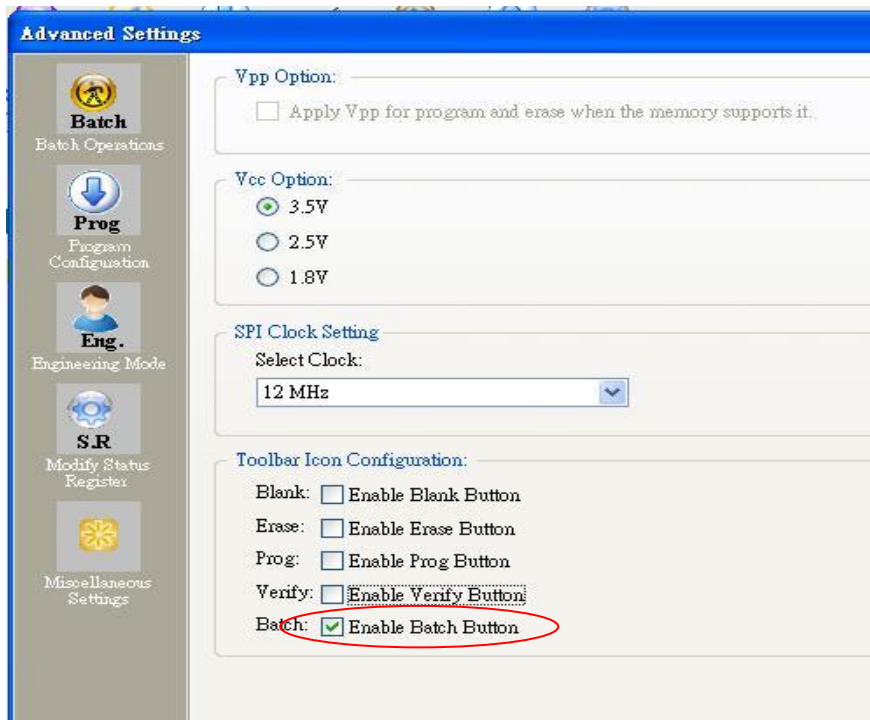 Advanced Settings
Batch
Batch Operations
Prog
Program
Configuration
Eng.
Engineering Mode
S.R
Modify Status
Register
Miscellaneous
Settings
Vpp Option:
Apply Vpp for program and erase when the memory supports it.
Vcc Option:
3.5V
2.5V
1.8V
SPI Clock Setting
Select Clock:
12 MHz
Toolbar Icon Configuration:
Blank: Enable Blank Button
Erase: Enable Erase Button
Prog: Enable Prog Button
Verify: Enable Verify Button
Batch: Enable Batch Button